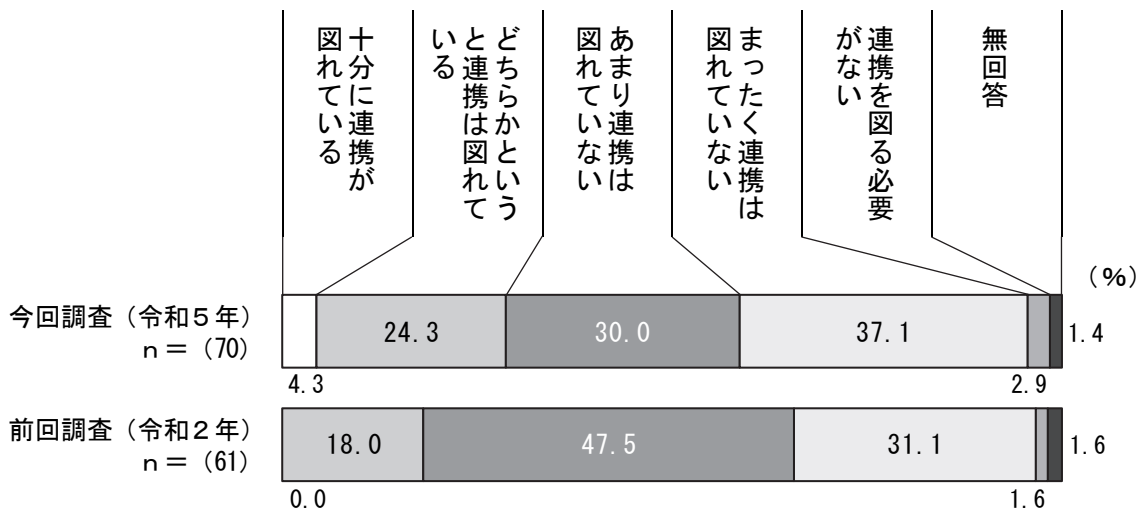 十分に連携が
図れている
どちらかという
と連携は図れて
いる
あまり連携は
図れていない
まったく連携は
図れていない
連携を図る必要
がない
無回答
（％）
今回調査（令和５年）
ｎ＝（70）
24.3
30.0
37.1
1.4
4.3
2.9
前回調査（令和２年）
ｎ＝（61）
18.0
47.5
31.1
1.6
0.0
1.6